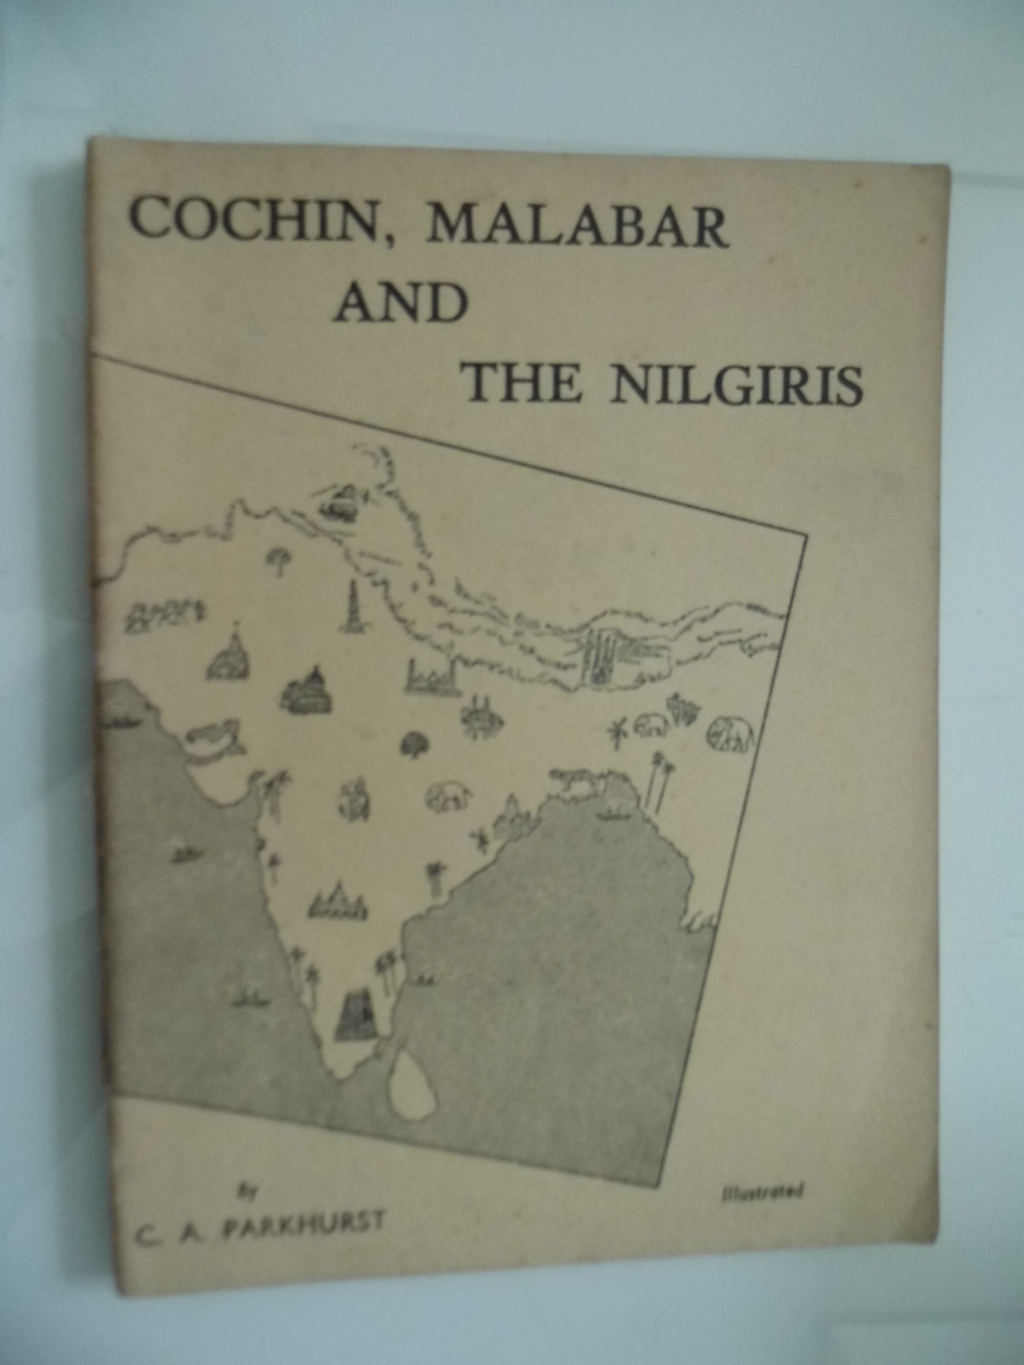 COCHIN, MALABAR
AND
THE NILGIRIS
By
C. A. PARKHURST
Illustrated